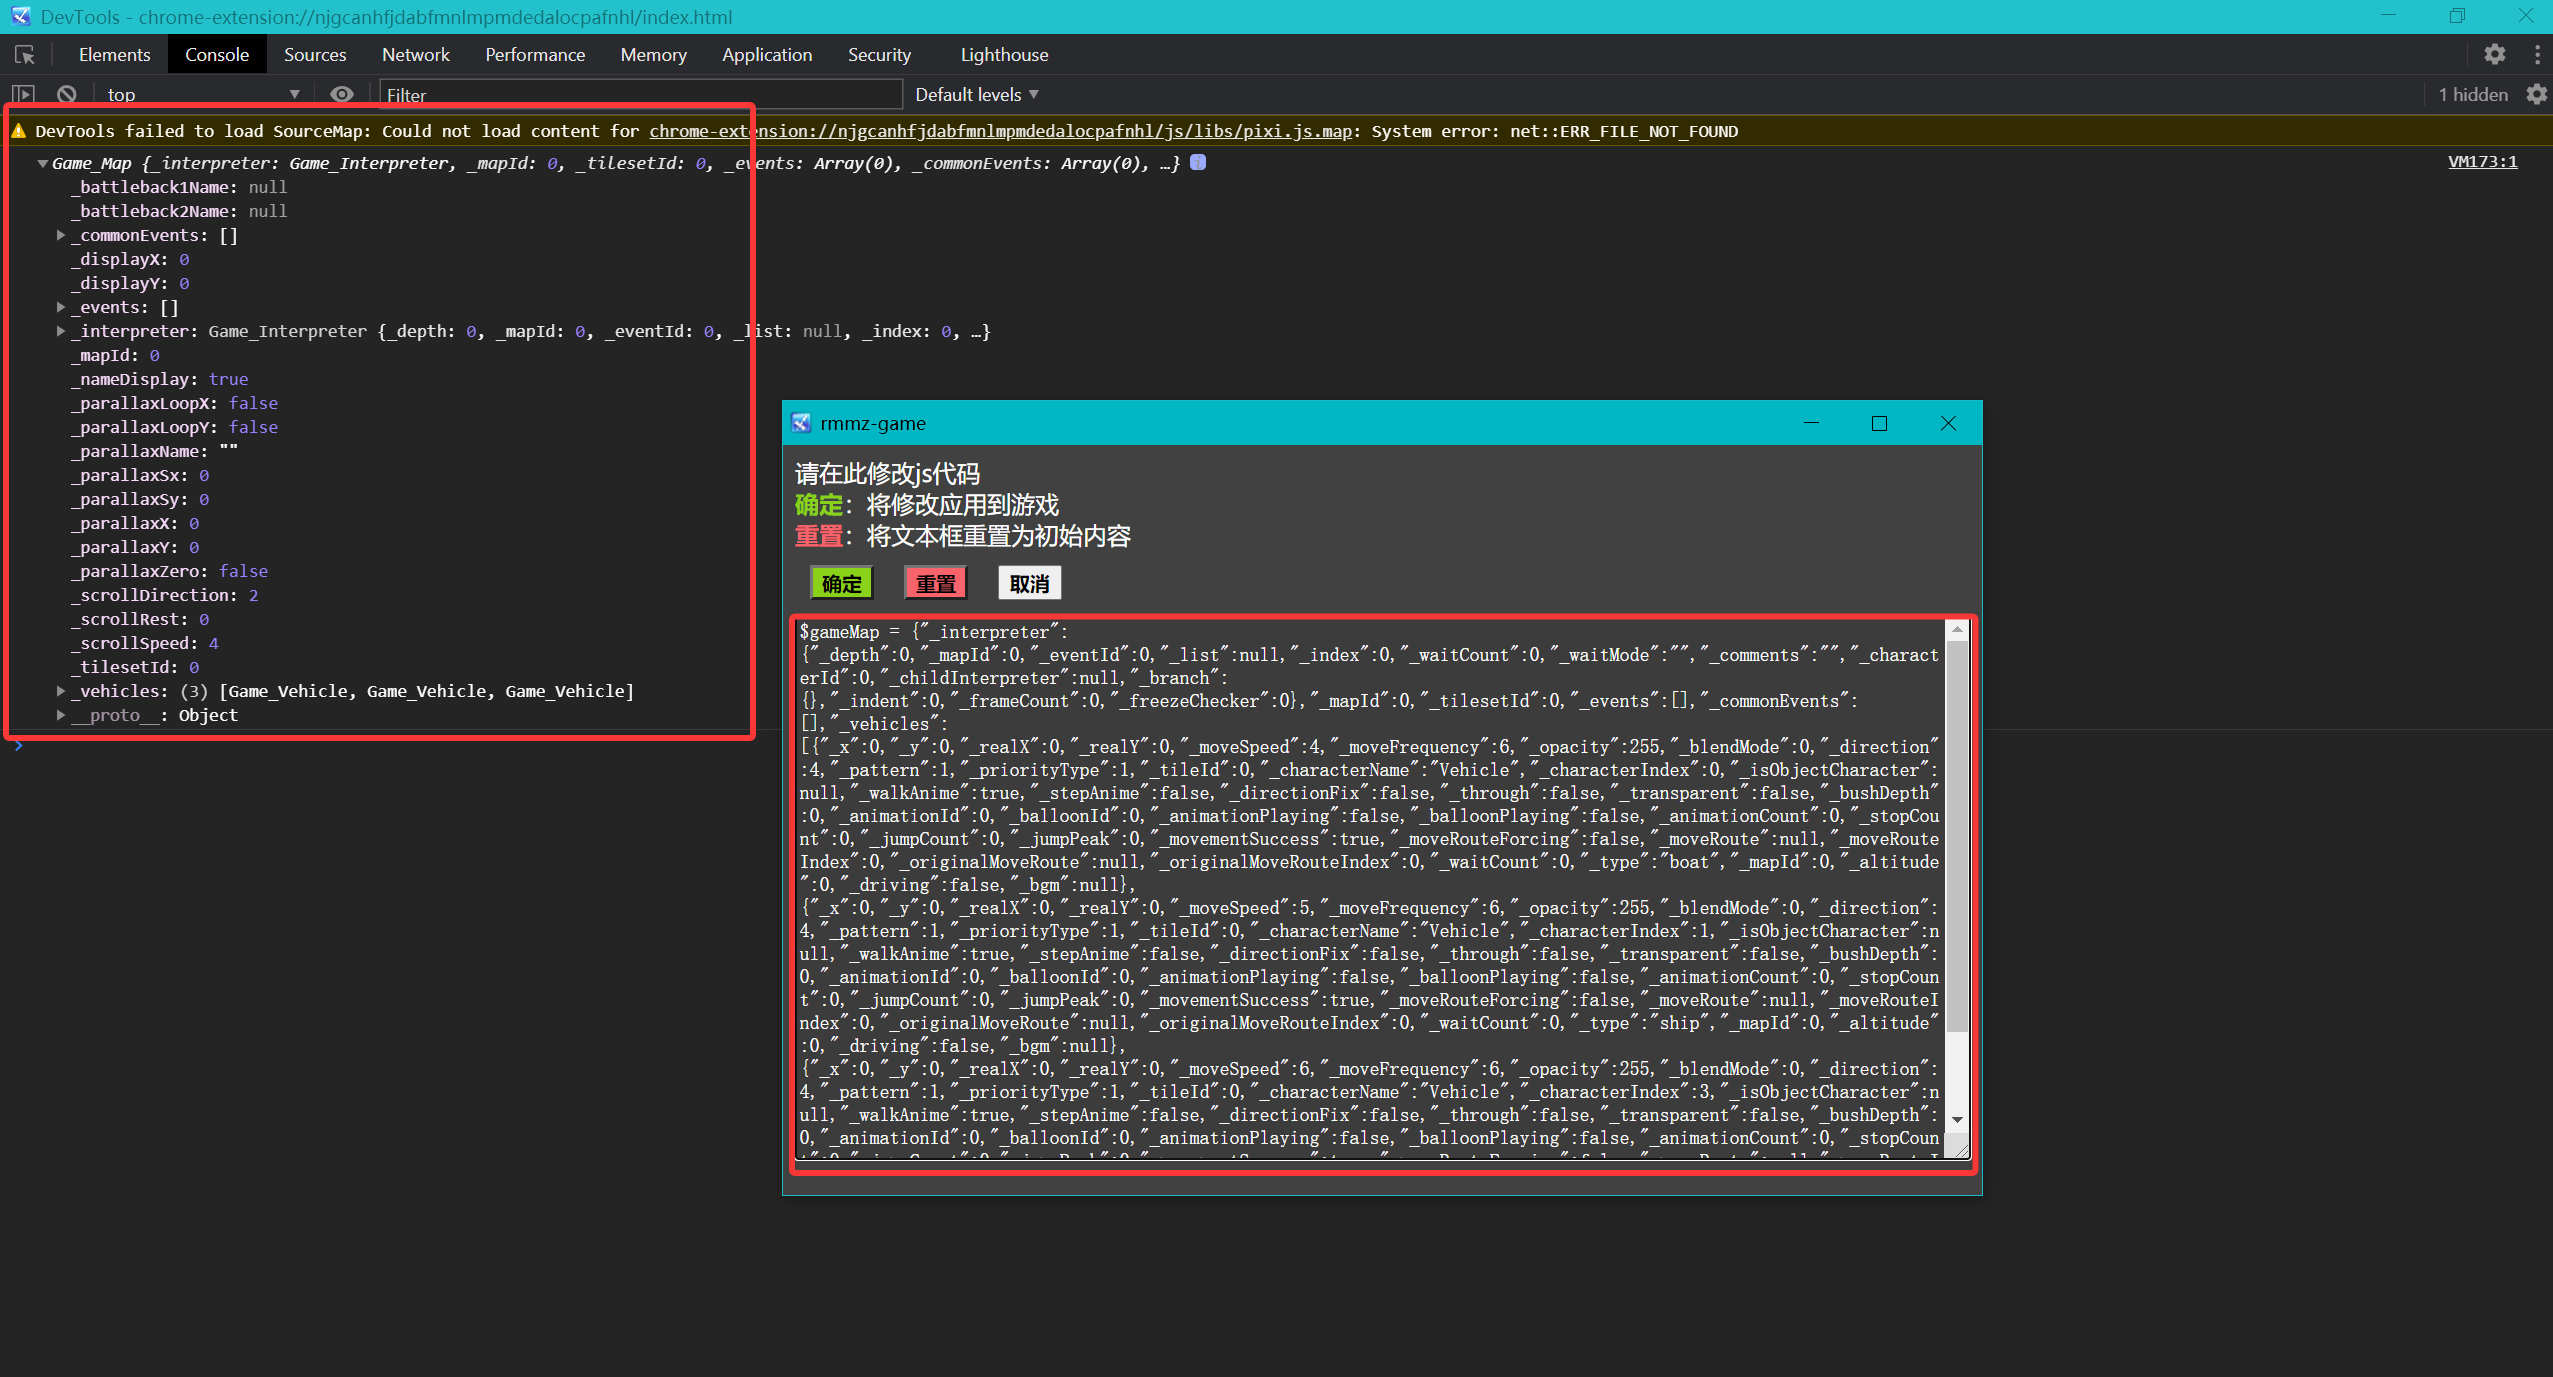 DevTools - chrome-extension://njgcanhfjdabfmnlmpmdedalocpafnhl/index.html
Elements Console Sources Network Performance Memory Application Security Lighthouse
top Filter Default levels 1 hidden
DevTools failed to load SourceMap: Could not load content for chrome-extension://njgcanhfjdabfmnlmpmdedalocpafnhl/js/libs/pixi.js.map: System error: net::ERR_FILE_NOT_FOUND
Game_Map {_interpreter: Game_Interpreter, _mapId: 0, _tilesetId: 0, _events: Array(0), _commonEvents: Array(0), …} VM173:1
_battleback1Name: null
_battleback2Name: null
_commonEvents: []
_displayX: 0
_displayY: 0
_events: []
_interpreter: Game_Interpreter {_depth: 0, _mapId: 0, _eventId: 0, _list: null, _index: 0, …}
_mapId: 0
_nameDisplay: true
_parallaxLoopX: false
_parallaxLoopY: false
_parallaxName: ""
_parallaxSx: 0
_parallaxSy: 0
_parallaxX: 0
_parallaxY: 0
_parallaxZero: false
_scrollDirection: 2
_scrollRest: 0
_scrollSpeed: 4
_tilesetId: 0
_vehicles: (3) [Game_Vehicle, Game_Vehicle, Game_Vehicle]
__proto__: Object
rmmz-game
请在此修改js代码
确定：将修改应用到游戏
重置：将文本框重置为初始内容
确定 重置 取消
$gameMap = {"_interpreter":
{"_depth":0,"_mapId":0,"_eventId":0,"_list":null,"_index":0,"_waitCount":0,"_waitMode":"","_comments":"","_charact
erId":0,"_childInterpreter":null,"_branch":
{},"_indent":0,"_frameCount":0,"_freezeChecker":0},"_mapId":0,"_tilesetId":0,"_events":[],"_commonEvents":
[],"_vehicles":
[{"_x":0,"_y":0,"_realX":0,"_realY":0,"_moveSpeed":4,"_moveFrequency":6,"_opacity":255,"_blendMode":0,"_direction"
:4,"_pattern":1,"_priorityType":1,"_tileId":0,"_characterName":"Vehicle","_characterIndex":0,"_isObjectCharacter":
null,"_walkAnime":true,"_stepAnime":false,"_directionFix":false,"_through":false,"_transparent":false,"_bushDepth"
:0,"_animationId":0,"_balloonId":0,"_animationPlaying":false,"_balloonPlaying":false,"_animationCount":0,"_stopCou
nt":0,"_jumpCount":0,"_jumpPeak":0,"_movementSuccess":true,"_moveRouteForcing":false,"_moveRoute":null,"_moveRoute
Index":0,"_originalMoveRoute":null,"_originalMoveRouteIndex":0,"_waitCount":0,"_type":"boat","_mapId":0,"_altitude
":0,"_driving":false,"_bgm":null},
{"_x":0,"_y":0,"_realX":0,"_realY":0,"_moveSpeed":5,"_moveFrequency":6,"_opacity":255,"_blendMode":0,"_direction":
4,"_pattern":1,"_priorityType":1,"_tileId":0,"_characterName":"Vehicle","_characterIndex":1,"_isObjectCharacter":n
ull,"_walkAnime":true,"_stepAnime":false,"_directionFix":false,"_through":false,"_transparent":false,"_bushDepth":
0,"_animationId":0,"_balloonId":0,"_animationPlaying":false,"_balloonPlaying":false,"_animationCount":0,"_stopCoun
t":0,"_jumpCount":0,"_jumpPeak":0,"_movementSuccess":true,"_moveRouteForcing":false,"_moveRoute":null,"_moveRouteI
ndex":0,"_originalMoveRoute":null,"_originalMoveRouteIndex":0,"_waitCount":0,"_type":"ship","_mapId":0,"_altitude"
:0,"_driving":false,"_bgm":null},
{"_x":0,"_y":0,"_realX":0,"_realY":0,"_moveSpeed":6,"_moveFrequency":6,"_opacity":255,"_blendMode":0,"_direction":
4,"_pattern":1,"_priorityType":1,"_tileId":0,"_characterName":"Vehicle","_characterIndex":3,"_isObjectCharacter":n
ull,"_walkAnime":true,"_stepAnime":false,"_directionFix":false,"_through":false,"_transparent":false,"_bushDepth":
0,"_animationId":0,"_balloonId":0,"_animationPlaying":false,"_balloonPlaying":false,"_animationCount":0,"_stopCoun